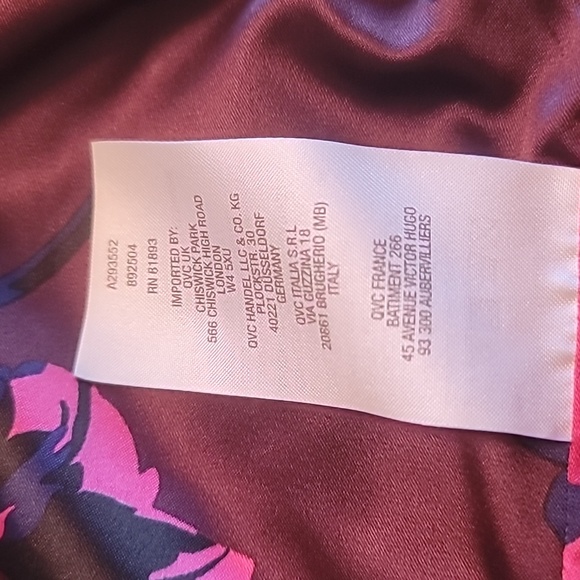 A293552
892504
RN 81893
IMPORTED BY:
QVC UK
CHISWICK PARK
566 CHISWICK HIGH ROAD
LONDON
W4 5XU
QVC HANDEL LLC & CO. KG
PLOCKSTR. 30
40221 DÜSSELDORF
GERMANY
QVC ITALIA S.R.L
VIA GUZZINA 18
20861 BRUGHERIO (MB)
ITALY
QVC FRANCE
BATIMENT 266
45 AVENUE VICTOR HUGO
93 300 AUBERVILLIERS